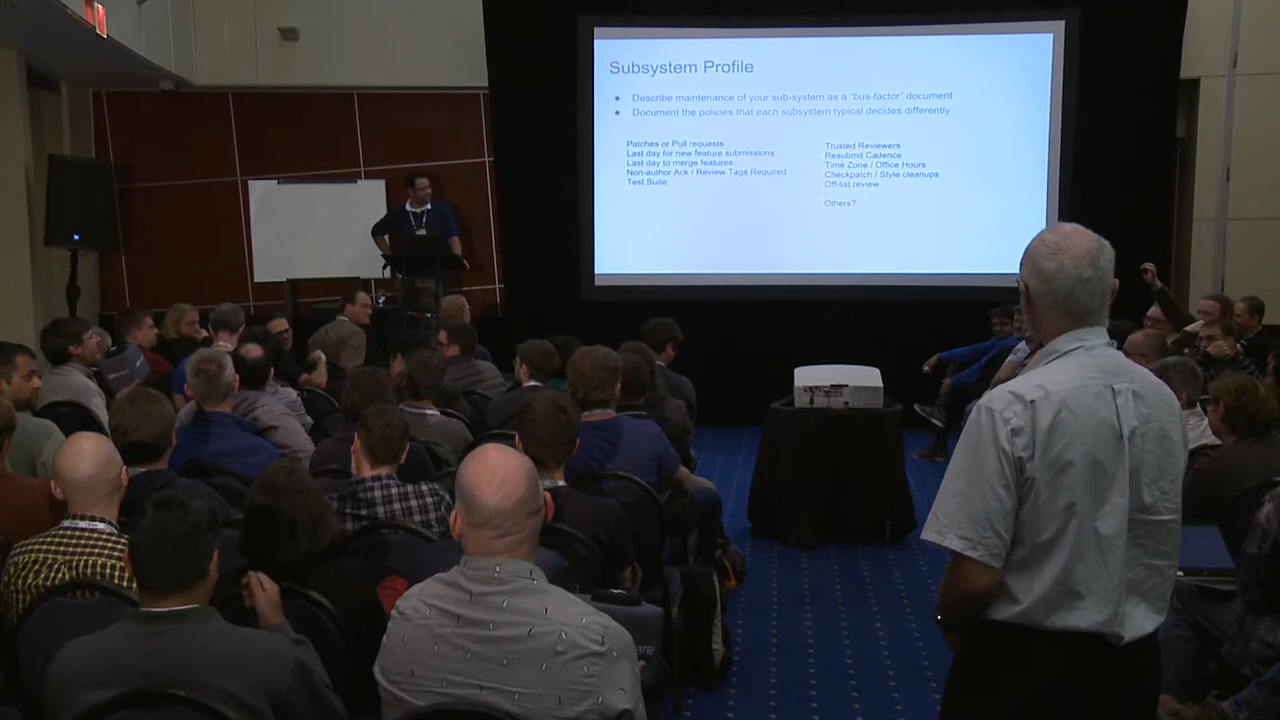 Subsystem Profile
Describe maintenance of your sub-system as a "bus-factor" document
Document the policies that each subsystem typical decides differently
Patches or Pull requests
Last day for new feature submissions
Last day to merge features
Non-author Ack / Review Tags Required
Test Suite
Trusted Reviewers
Resubmit Cadence
Time Zone / Office Hours
Checkpatch / Style cleanups
Off-list review
Others?